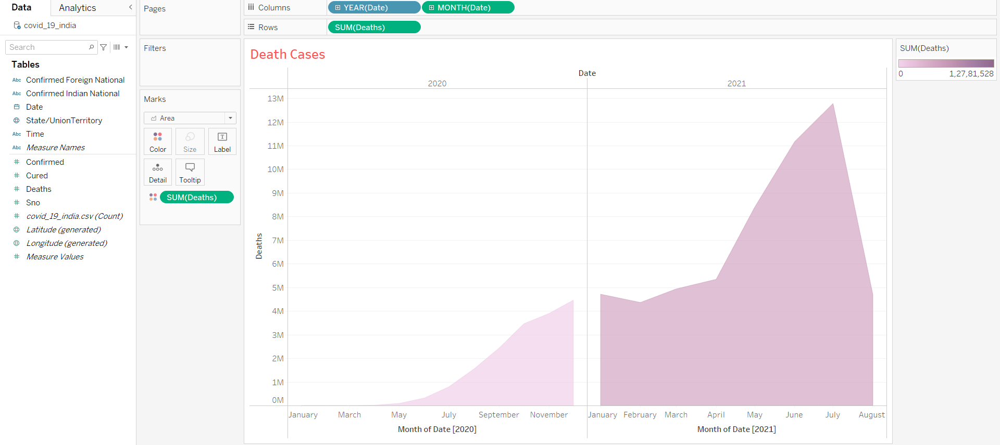 Data
Analytics
covid_19_india
Search
Tables
Abc Confirmed Foreign National
Abc Confirmed Indian National
Date
State/UnionTerritory
Abc Time
Abc Measure Names
Confirmed
Cured
Deaths
Sno
covid_19_india.csv (Count)
Latitude (generated)
Longitude (generated)
Measure Values
Pages
Filters
Marks
Area
Color Size Label
Detail Tooltip
SUM(Deaths)
Columns YEAR(Date) MONTH(Date)
Rows SUM(Deaths)
Death Cases
Date
2020 2021
13M
12M
11M
10M
9M
8M
7M
6M
5M
4M
3M
2M
1M
0M
Deaths
January March May July September November January February March April May June July August
Month of Date [2020] Month of Date [2021]
SUM(Deaths)
0 1,27,81,528